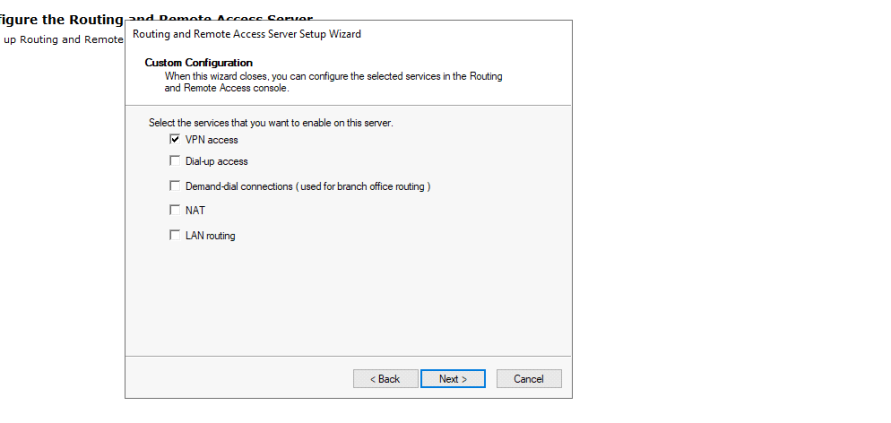 figure the Routing and Remote Access Server
up Routing and Remote
Routing and Remote Access Server Setup Wizard
Custom Configuration
When this wizard closes, you can configure the selected services in the Routing
and Remote Access console.
Select the services that you want to enable on this server.
VPN access
Dial-up access
Demand-dial connections ( used for branch office routing )
NAT
LAN routing
< Back
Next >
Cancel